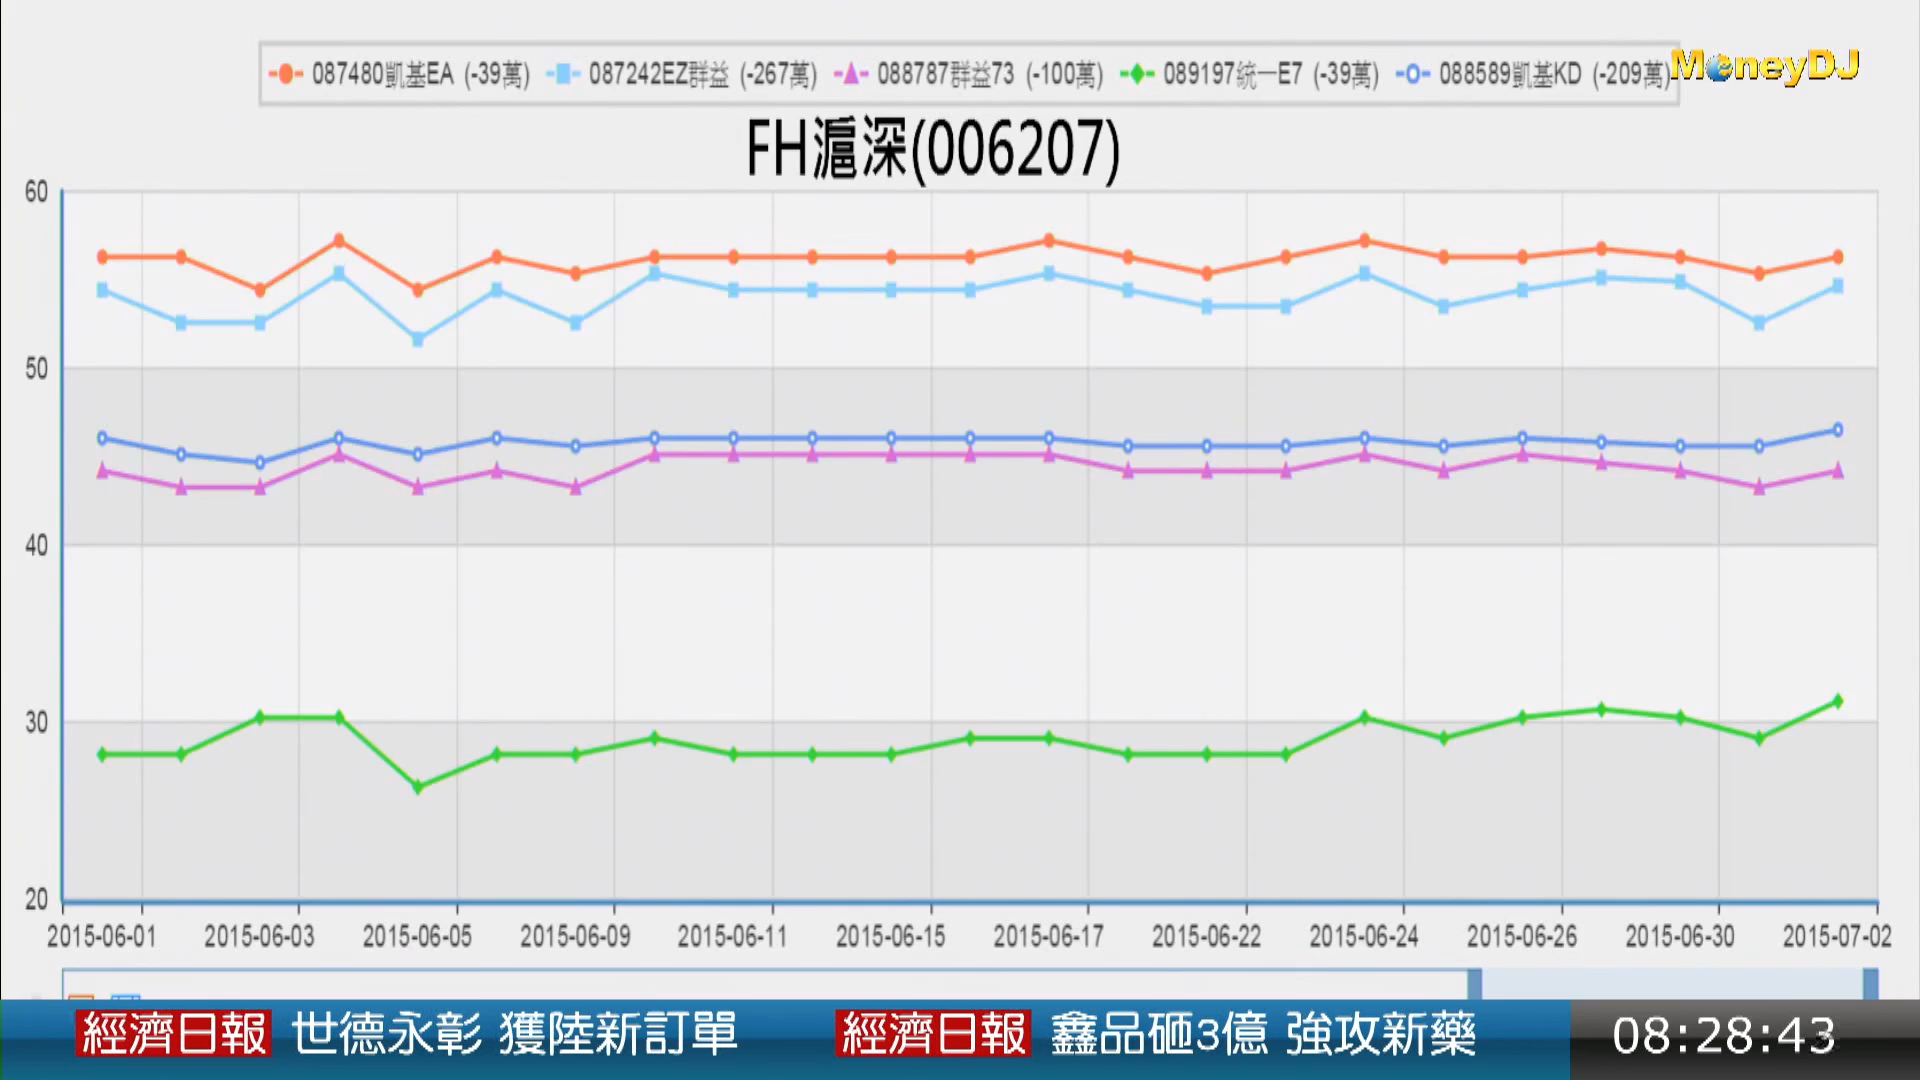 087480凱基EA (-39萬) 087242EZ群益 (-267萬) 088787群益73 (-100萬) 089197統一E7 (-39萬) 088589凱基KD (-209萬)
MoneyDJ
FH滬深(006207)
60
50
40
30
20
2015-06-01 2015-06-03 2015-06-05 2015-06-09 2015-06-11 2015-06-15 2015-06-17 2015-06-22 2015-06-24 2015-06-26 2015-06-30 2015-07-02
經濟日報 世德永彰 獲陸新訂單 經濟日報 鑫品砸3億 強攻新藥 08:28:43